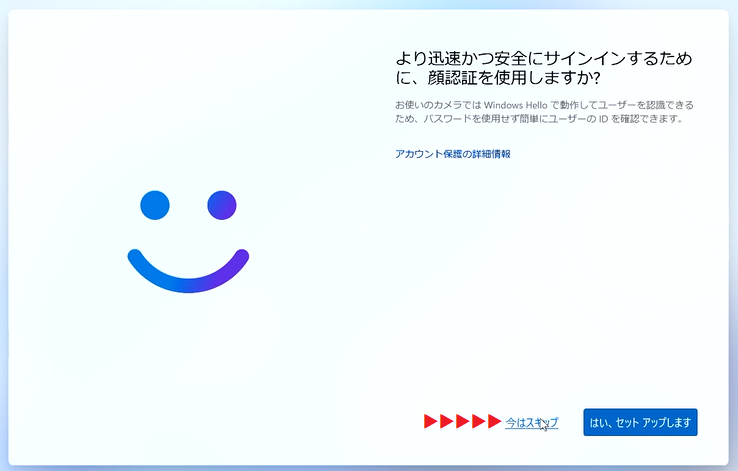 より迅速かつ安全にサインインするため
に、顔認証を使用しますか?
お使いのカメラでは Windows Hello で動作してユーザーを認識できる
ため、パスワードを使用せず簡単にユーザーの ID を確認できます。
アカウント保護の詳細情報
今はスキップ
はい、セット アップします